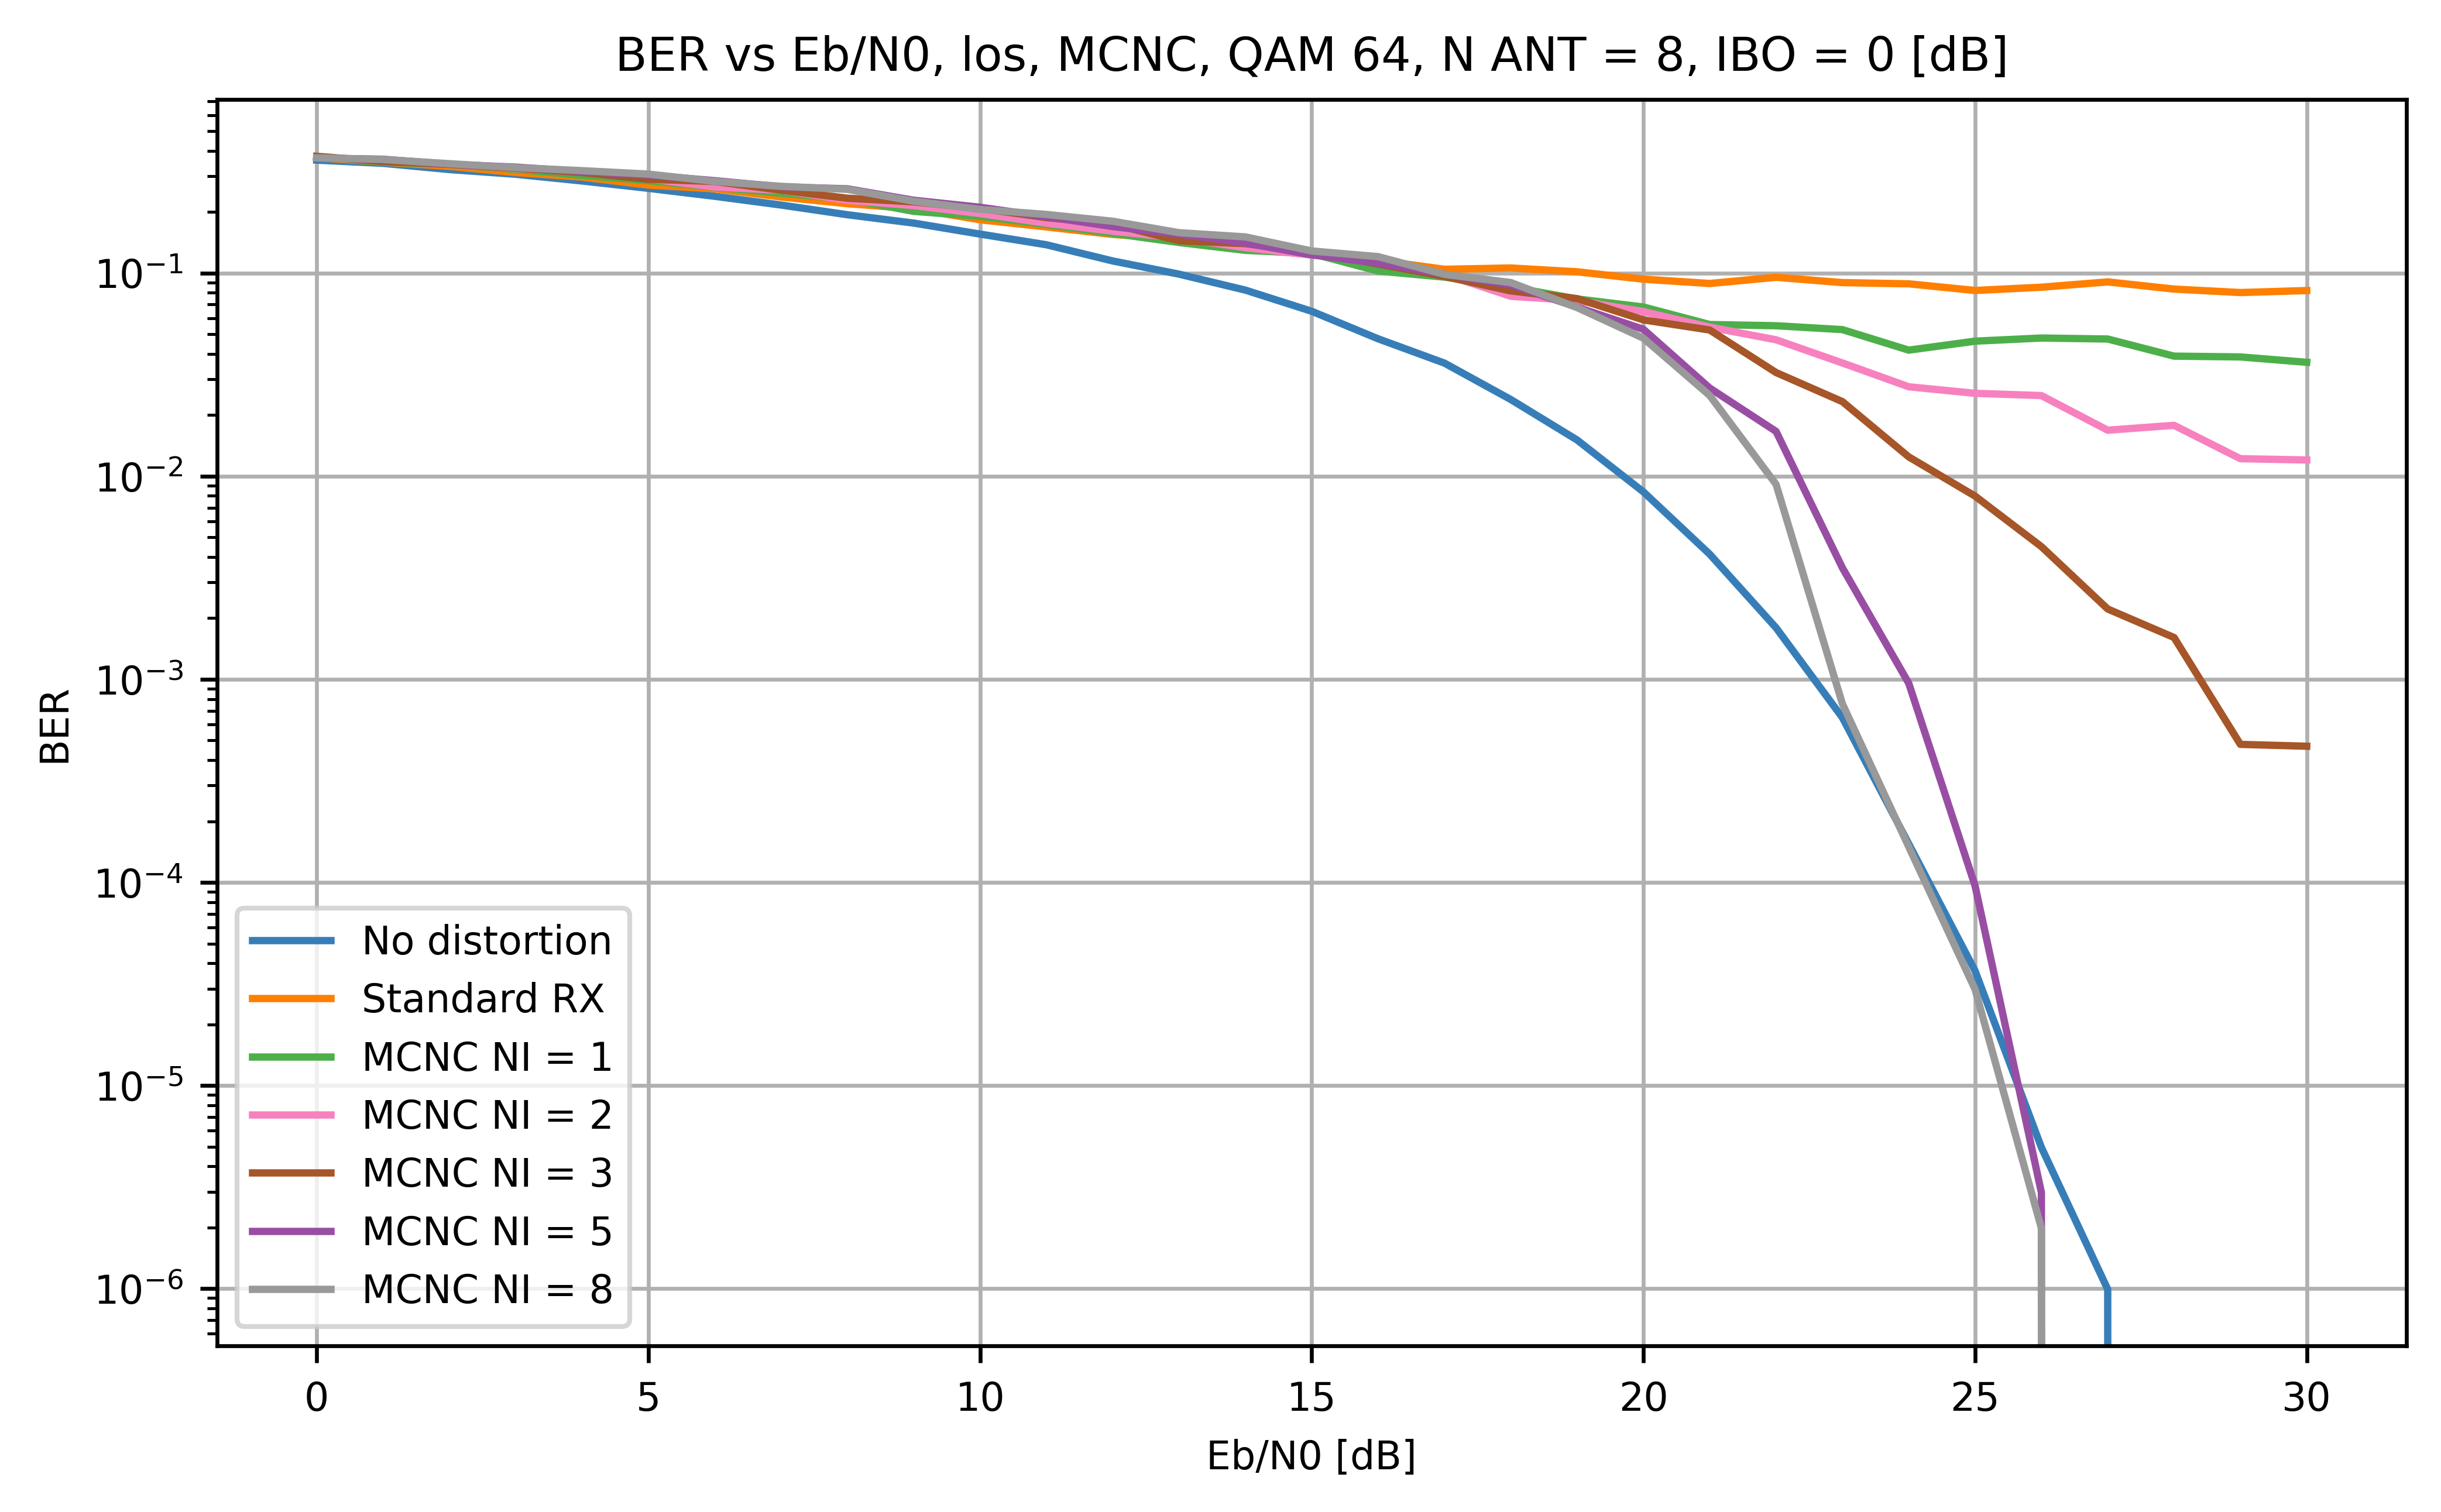 BER vs Eb/N0, los, MCNC, QAM 64, N ANT = 8, IBO = 0 [dB]
BER
10⁻¹
10⁻²
10⁻³
10⁻⁴
10⁻⁵
10⁻⁶
No distortion
Standard RX
MCNC NI = 1
MCNC NI = 2
MCNC NI = 3
MCNC NI = 5
MCNC NI = 8
0 5 10 15 20 25 30
Eb/N0 [dB]